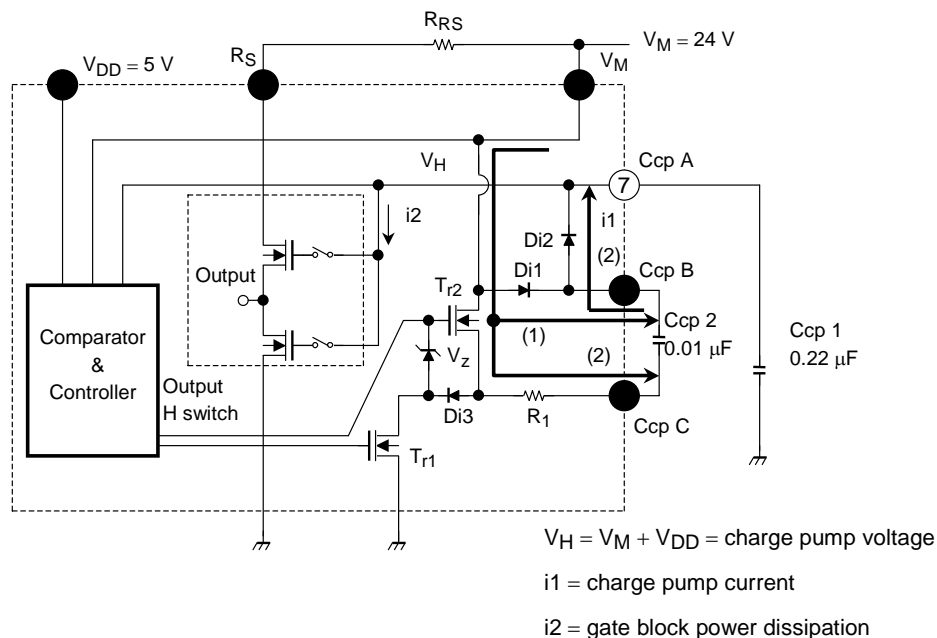 R_RS
V_M = 24 V
V_DD = 5 V
R_S
V_M
V_H
Ccp A
7
i2
i1
(2)
Di2
Ccp B
Output
T_r2
Di1
Ccp 2
0.01 μF
(1)
Ccp 1
0.22 μF
Comparator
&
Controller
V_z
(2)
Output
H switch
Di3
R_1
Ccp C
T_r1
V_H = V_M + V_DD = charge pump voltage
i1 = charge pump current
i2 = gate block power dissipation